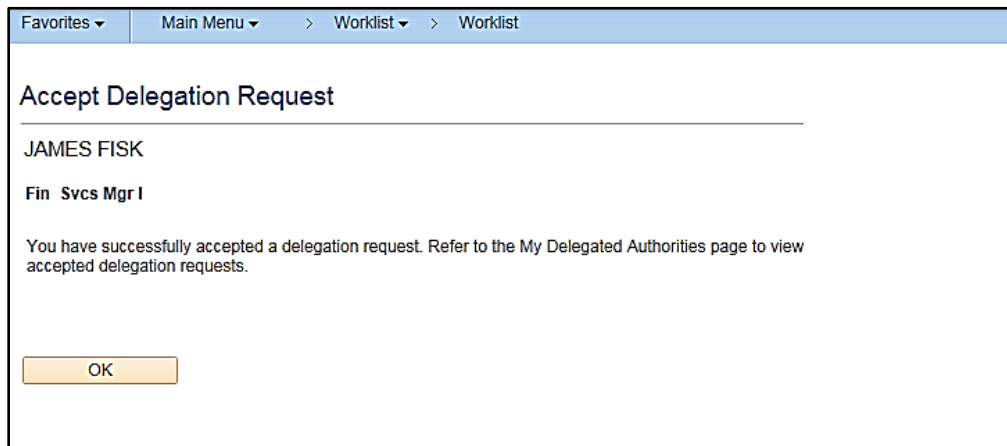 Favorites Main Menu > Worklist > Worklist
Accept Delegation Request
JAMES FISK
Fin Svcs Mgr I
You have successfully accepted a delegation request. Refer to the My Delegated Authorities page to view
accepted delegation requests.
OK